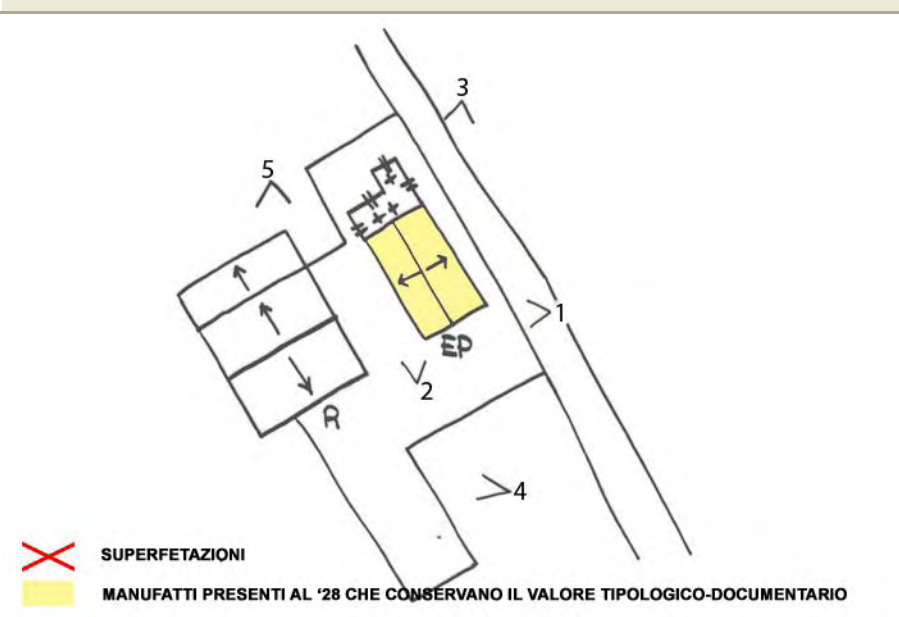 3
5
1
EP
2
R
4
SUPERFETAZIONI
MANUFATTI PRESENTI AL ‘28 CHE CONSERVANO IL VALORE TIPOLOGICO-DOCUMENTARIO